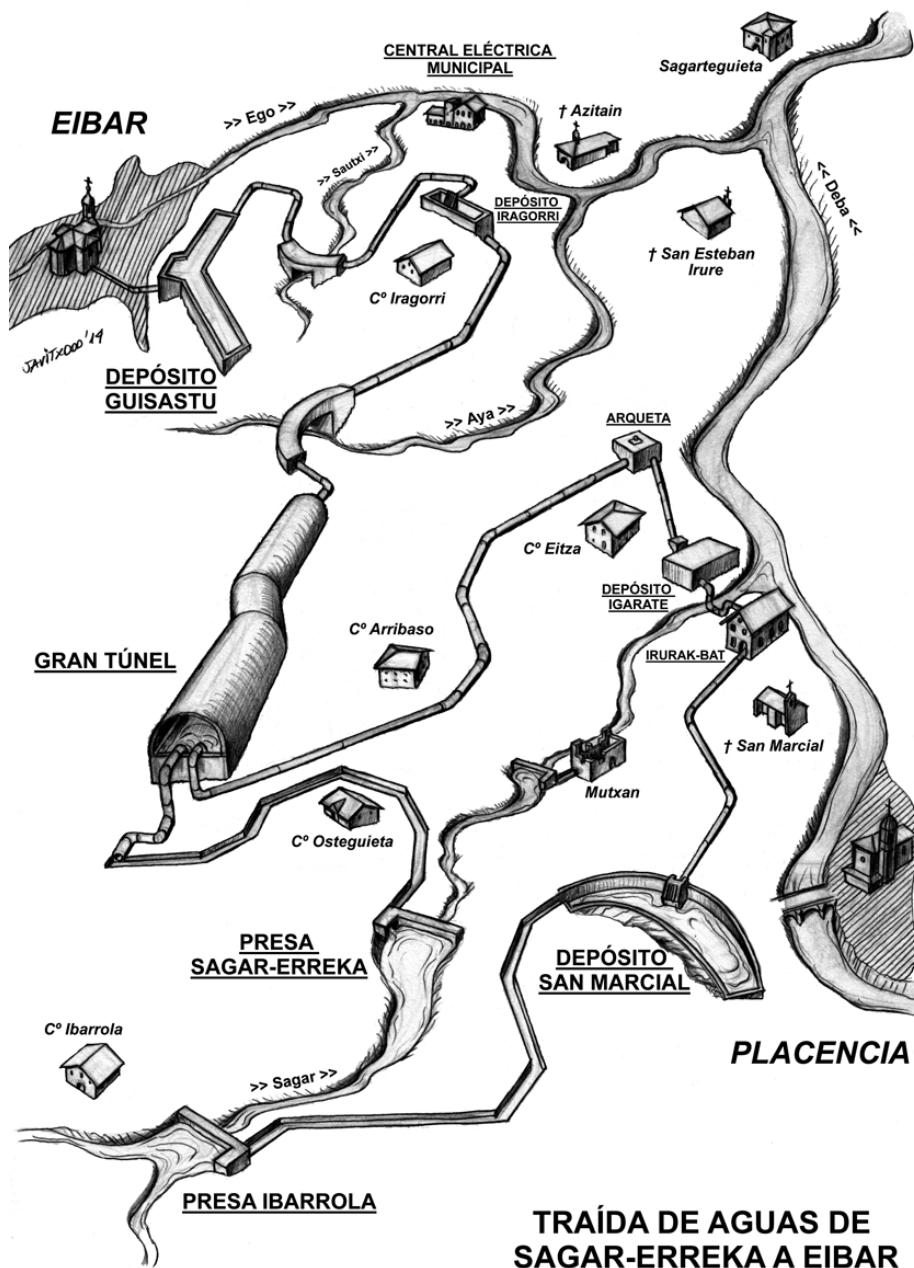 Sagarteguieta
CENTRAL ELÉCTRICA
MUNICIPAL
EIBAR
>> Ego >>
† Azitain
>> Sautxi >>
<< Deba <<
DEPÓSITO
IRAGORRI
† San Esteban
Irure
Cº Iragorri
JAVITXOOO'14
DEPÓSITO
GUISASTU
>> Aya >>
ARQUETA
Cº Eitza
DEPÓSITO
IGARATE
Cº Arribaso
IRURAK-BAT
GRAN TÚNEL
† San Marcial
Mutxan
Cº Osteguieta
PRESA
SAGAR-ERREKA
DEPÓSITO
SAN MARCIAL
Cº Ibarrola
PLACENCIA
>> Sagar >>
PRESA IBARROLA
TRAÍDA DE AGUAS DE
SAGAR-ERREKA A EIBAR